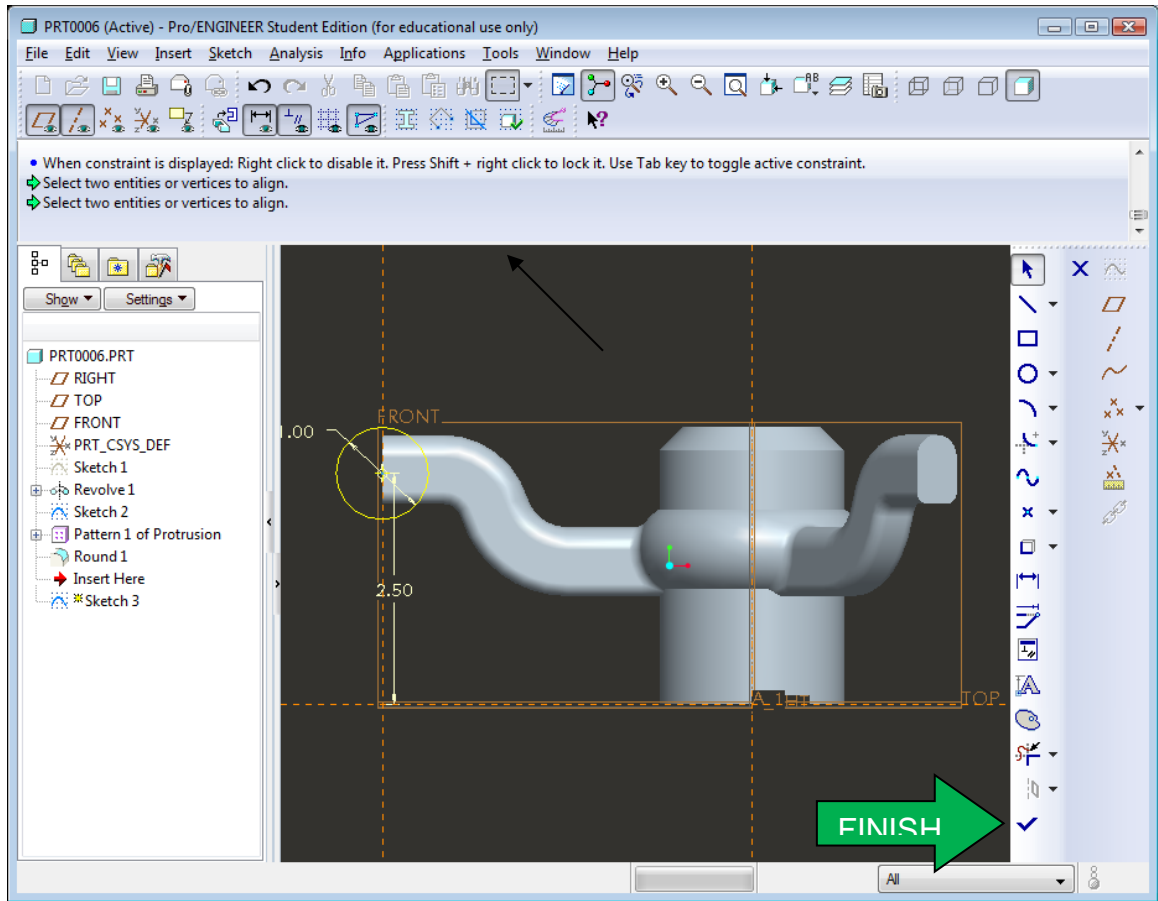 PRT0006 (Active) - Pro/ENGINEER Student Edition (for educational use only)
File Edit View Insert Sketch Analysis Info Applications Tools Window Help
When constraint is displayed: Right click to disable it. Press Shift + right click to lock it. Use Tab key to toggle active constraint.
Select two entities or vertices to align.
Select two entities or vertices to align.
Show Settings
PRT0006.PRT
RIGHT
TOP
FRONT
PRT_CSYS_DEF
Sketch 1
Revolve 1
Sketch 2
Pattern 1 of Protrusion
Round 1
Insert Here
Sketch 3
FRONT
1.00
2.50
A_1
TOP
FINISH
All